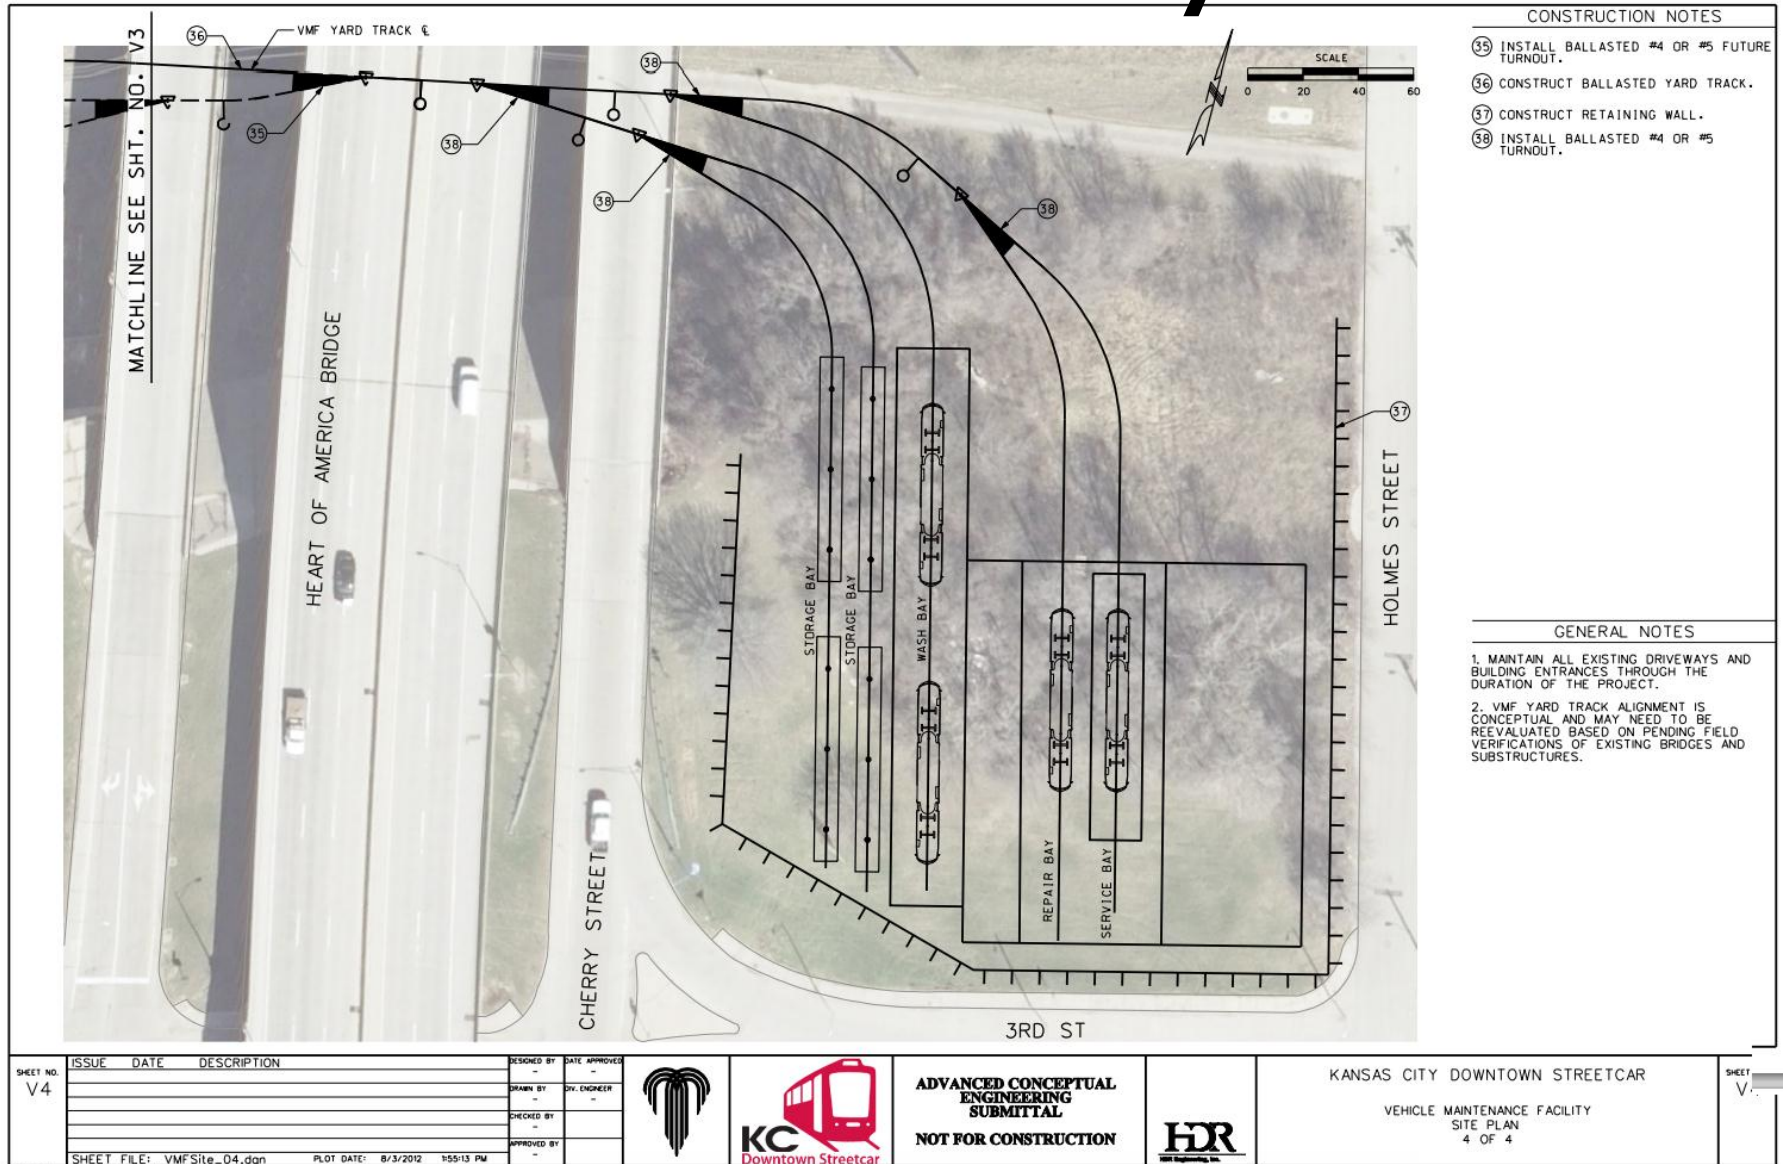 36
VMF YARD TRACK ℄
MATCHLINE SEE SHT. NO. V3
35
38
38
38
38
SCALE
0 20 40 60
HEART OF AMERICA BRIDGE
CHERRY STREET
STORAGE BAY
STORAGE BAY
WASH BAY
REPAIR BAY
SERVICE BAY
37
HOLMES STREET
3RD ST
CONSTRUCTION NOTES
35 INSTALL BALLASTED #4 OR #5 FUTURE
TURNOUT.
36 CONSTRUCT BALLASTED YARD TRACK.
37 CONSTRUCT RETAINING WALL.
38 INSTALL BALLASTED #4 OR #5
TURNOUT.
GENERAL NOTES
1. MAINTAIN ALL EXISTING DRIVEWAYS AND
BUILDING ENTRANCES THROUGH THE
DURATION OF THE PROJECT.
2. VMF YARD TRACK ALIGNMENT IS
CONCEPTUAL AND MAY NEED TO BE
REEVALUATED BASED ON PENDING FIELD
VERIFICATIONS OF EXISTING BRIDGES AND
SUBSTRUCTURES.
SHEET NO.
V4
ISSUE DATE DESCRIPTION
SHEET FILE: VMFSite_04.dgn PLOT DATE: 8/3/2012 1:55:13 PM
DESIGNED BY
-
DRAWN BY
-
CHECKED BY
-
APPROVED BY
-
DATE APPROVED
-
DIV. ENGINEER
-
KC
Downtown Streetcar
ADVANCED CONCEPTUAL
ENGINEERING
SUBMITTAL
NOT FOR CONSTRUCTION
HDR
HDR Engineering, Inc.
KANSAS CITY DOWNTOWN STREETCAR
VEHICLE MAINTENANCE FACILITY
SITE PLAN
4 OF 4
SHEET